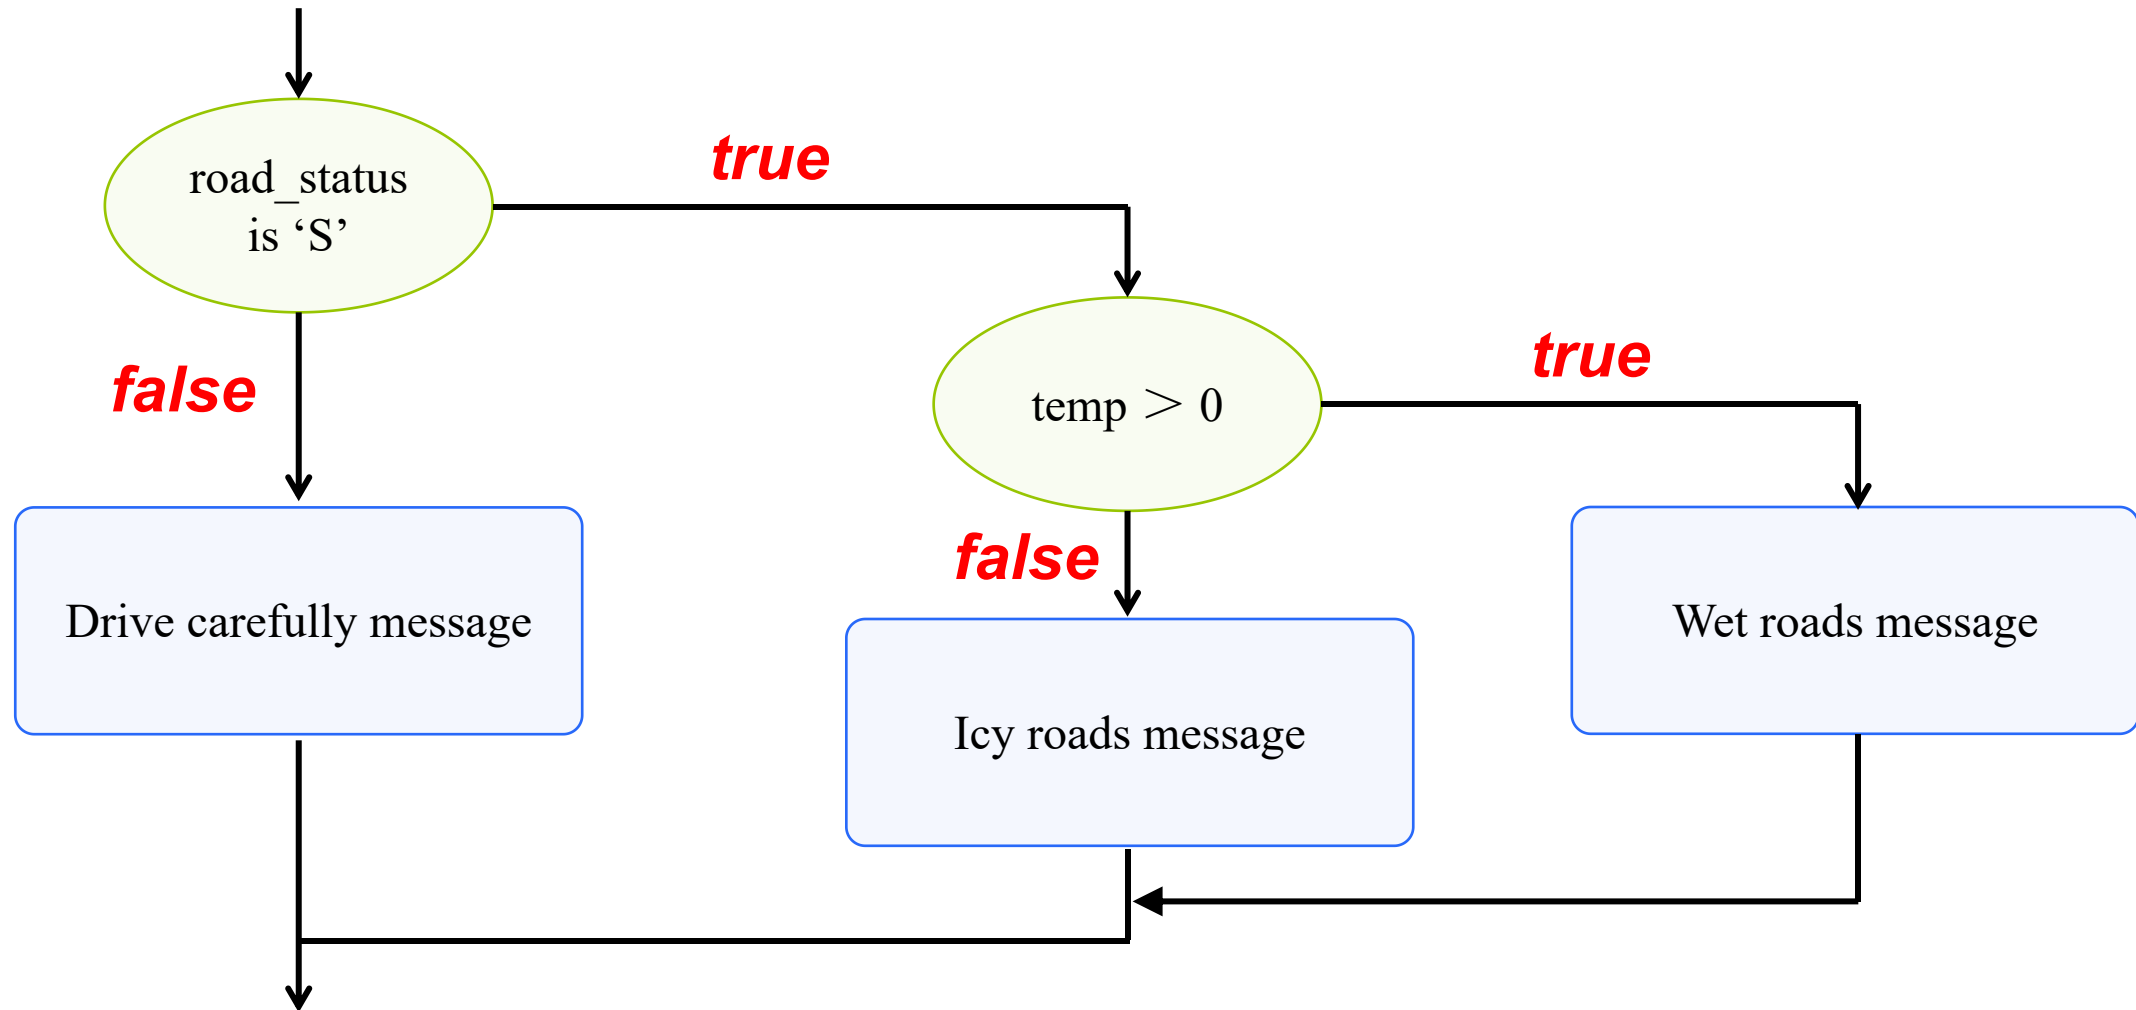 road_status
is ‘S’
true
false
temp > 0
true
false
Drive carefully message
Icy roads message
Wet roads message